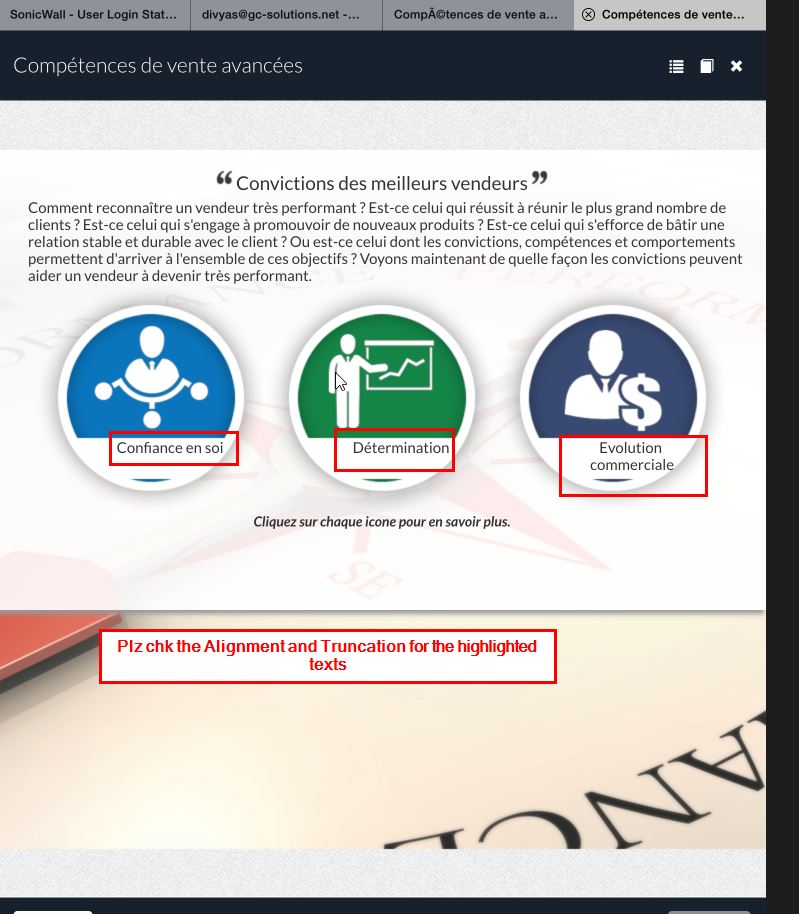 SonicWall - User Login Stat...
divyas@gc-solutions.net -...
CompÃ©tences de vente a...
Compétences de vente...
Compétences de vente avancées
“ Convictions des meilleurs vendeurs ”
Comment reconnaître un vendeur très performant ? Est-ce celui qui réussit à réunir le plus grand nombre de
clients ? Est-ce celui qui s'engage à promouvoir de nouveaux produits ? Est-ce celui qui s'efforce de bâtir une
relation stable et durable avec le client ? Ou est-ce celui dont les convictions, compétences et comportements
permettent d'arriver à l'ensemble de ces objectifs ? Voyons maintenant de quelle façon les convictions peuvent
aider un vendeur à devenir très performant.
Confiance en soi
Détermination
Evolution
commerciale
Cliquez sur chaque icone pour en savoir plus.
SE
Plz chk the Alignment and Truncation for the highlighted
texts